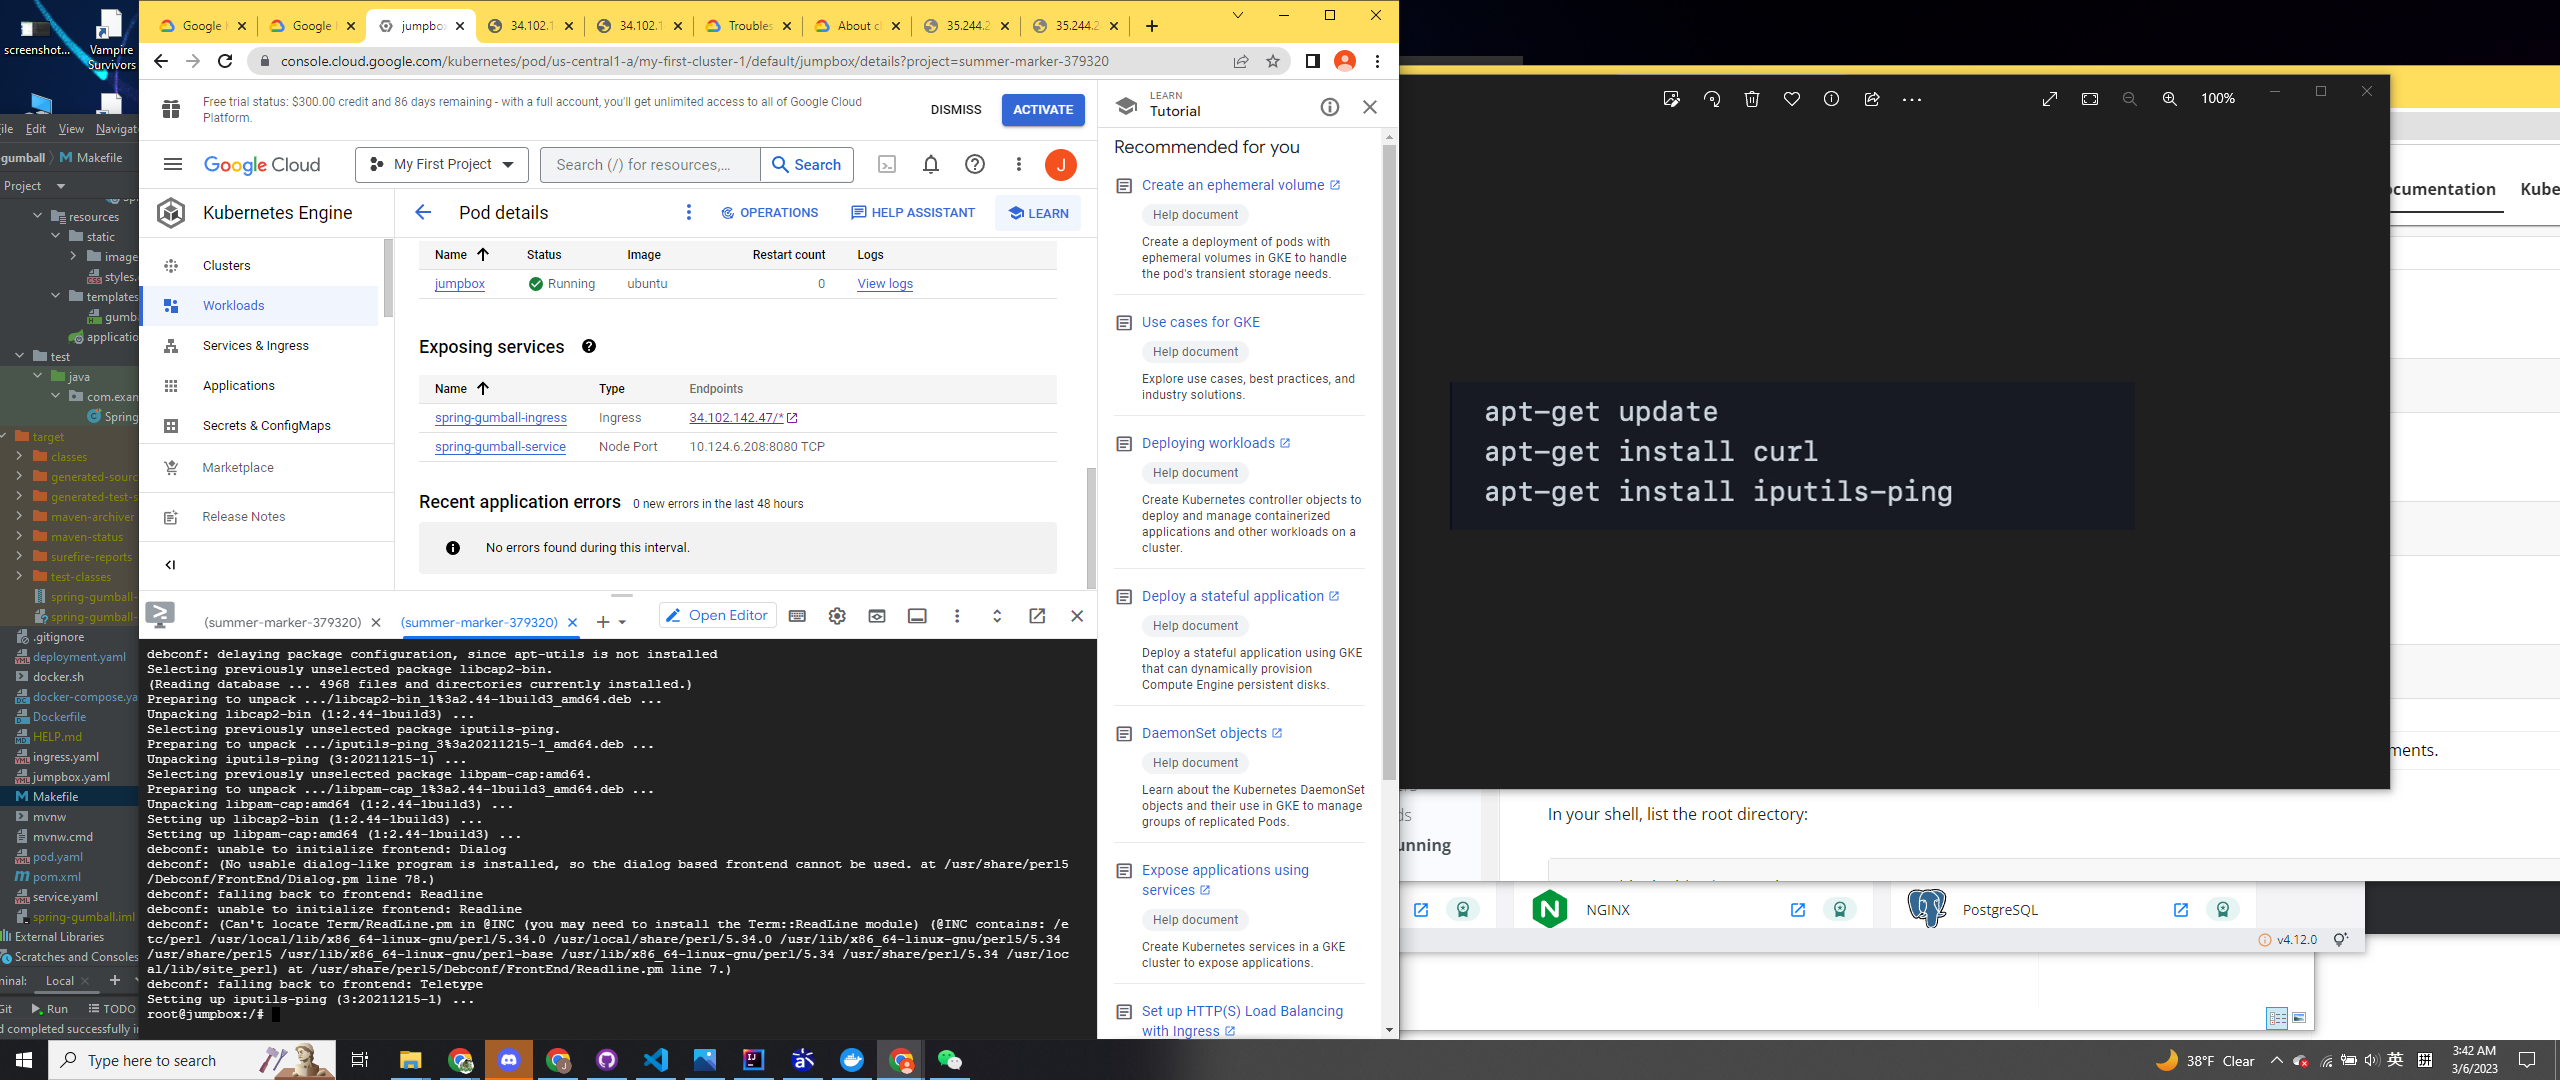 screenshot...
Vampire
Survivors
File Edit View Navigat
gumball Makefile
Project
resources
static
image
styles.
templates
gumba
applicatio
test
java
com.exan
Spring
target
classes
generated-sourc
generated-test-s
maven-archiver
maven-status
surefire-reports
test-classes
spring-gumball-
spring-gumball-
.gitignore
deployment.yaml
docker.sh
docker-compose.ya
Dockerfile
HELP.md
ingress.yaml
jumpbox.yaml
Makefile
mvnw
mvnw.cmd
pod.yaml
pom.xml
service.yaml
spring-gumball.iml
External Libraries
Scratches and Consoles
minal: Local
Git Run TODO
d completed successfully in
Google
Google
jumpbox
34.102.1
34.102.1
Troubles
About cl
35.244.2
35.244.2
console.cloud.google.com/kubernetes/pod/us-central1-a/my-first-cluster-1/default/jumpbox/details?project=summer-marker-379320
Free trial status: $300.00 credit and 86 days remaining - with a full account, you'll get unlimited access to all of Google Cloud
Platform.
DISMISS
ACTIVATE
Google Cloud
My First Project
Search (/) for resources,...
Search
J
Kubernetes Engine
Clusters
Workloads
Services & Ingress
Applications
Secrets & ConfigMaps
Marketplace
Release Notes
Pod details
OPERATIONS
HELP ASSISTANT
LEARN
Name Status Image Restart count Logs
jumpbox Running ubuntu 0 View logs
Exposing services
Name Type Endpoints
spring-gumball-ingress Ingress 34.102.142.47/*
spring-gumball-service Node Port 10.124.6.208:8080 TCP
Recent application errors 0 new errors in the last 48 hours
No errors found during this interval.
(summer-marker-379320)
(summer-marker-379320)
Open Editor
debconf: delaying package configuration, since apt-utils is not installed
Selecting previously unselected package libcap2-bin.
(Reading database ... 4968 files and directories currently installed.)
Preparing to unpack .../libcap2-bin_1%3a2.44-1build3_amd64.deb ...
Unpacking libcap2-bin (1:2.44-1build3) ...
Selecting previously unselected package iputils-ping.
Preparing to unpack .../iputils-ping_3%3a20211215-1_amd64.deb ...
Unpacking iputils-ping (3:20211215-1) ...
Selecting previously unselected package libpam-cap:amd64.
Preparing to unpack .../libpam-cap_1%3a2.44-1build3_amd64.deb ...
Unpacking libpam-cap:amd64 (1:2.44-1build3) ...
Setting up libcap2-bin (1:2.44-1build3) ...
Setting up libpam-cap:amd64 (1:2.44-1build3) ...
debconf: unable to initialize frontend: Dialog
debconf: (No usable dialog-like program is installed, so the dialog based frontend cannot be used. at /usr/share/perl5
/Debconf/FrontEnd/Dialog.pm line 78.)
debconf: falling back to frontend: Readline
debconf: unable to initialize frontend: Readline
debconf: (Can't locate Term/ReadLine.pm in @INC (you may need to install the Term::ReadLine module) (@INC contains: /e
tc/perl /usr/local/lib/x86_64-linux-gnu/perl/5.34.0 /usr/local/share/perl/5.34.0 /usr/lib/x86_64-linux-gnu/perl5/5.34
/usr/share/perl5 /usr/lib/x86_64-linux-gnu/perl-base /usr/lib/x86_64-linux-gnu/perl/5.34 /usr/share/perl/5.34 /usr/loc
al/lib/site_perl) at /usr/share/perl5/Debconf/FrontEnd/Readline.pm line 7.)
debconf: falling back to frontend: Teletype
Setting up iputils-ping (3:20211215-1) ...
root@jumpbox:/#
LEARN
Tutorial
Recommended for you
Create an ephemeral volume
Help document
Create a deployment of pods with
ephemeral volumes in GKE to handle
the pod's transient storage needs.
Use cases for GKE
Help document
Explore use cases, best practices, and
industry solutions.
Deploying workloads
Help document
Create Kubernetes controller objects to
deploy and manage containerized
applications and other workloads on a
cluster.
Deploy a stateful application
Help document
Deploy a stateful application using GKE
that can dynamically provision
Compute Engine persistent disks.
DaemonSet objects
Help document
Learn about the Kubernetes DaemonSet
objects and their use in GKE to manage
groups of replicated Pods.
Expose applications using
services
Help document
Create Kubernetes services in a GKE
cluster to expose applications.
Set up HTTP(S) Load Balancing
with Ingress
100%
apt-get update
apt-get install curl
apt-get install iputils-ping
ocumentation Kube
ments.
ds
unning
In your shell, list the root directory:
NGINX
PostgreSQL
v4.12.0
Type here to search
38°F Clear
英
拼
3:42 AM
3/6/2023